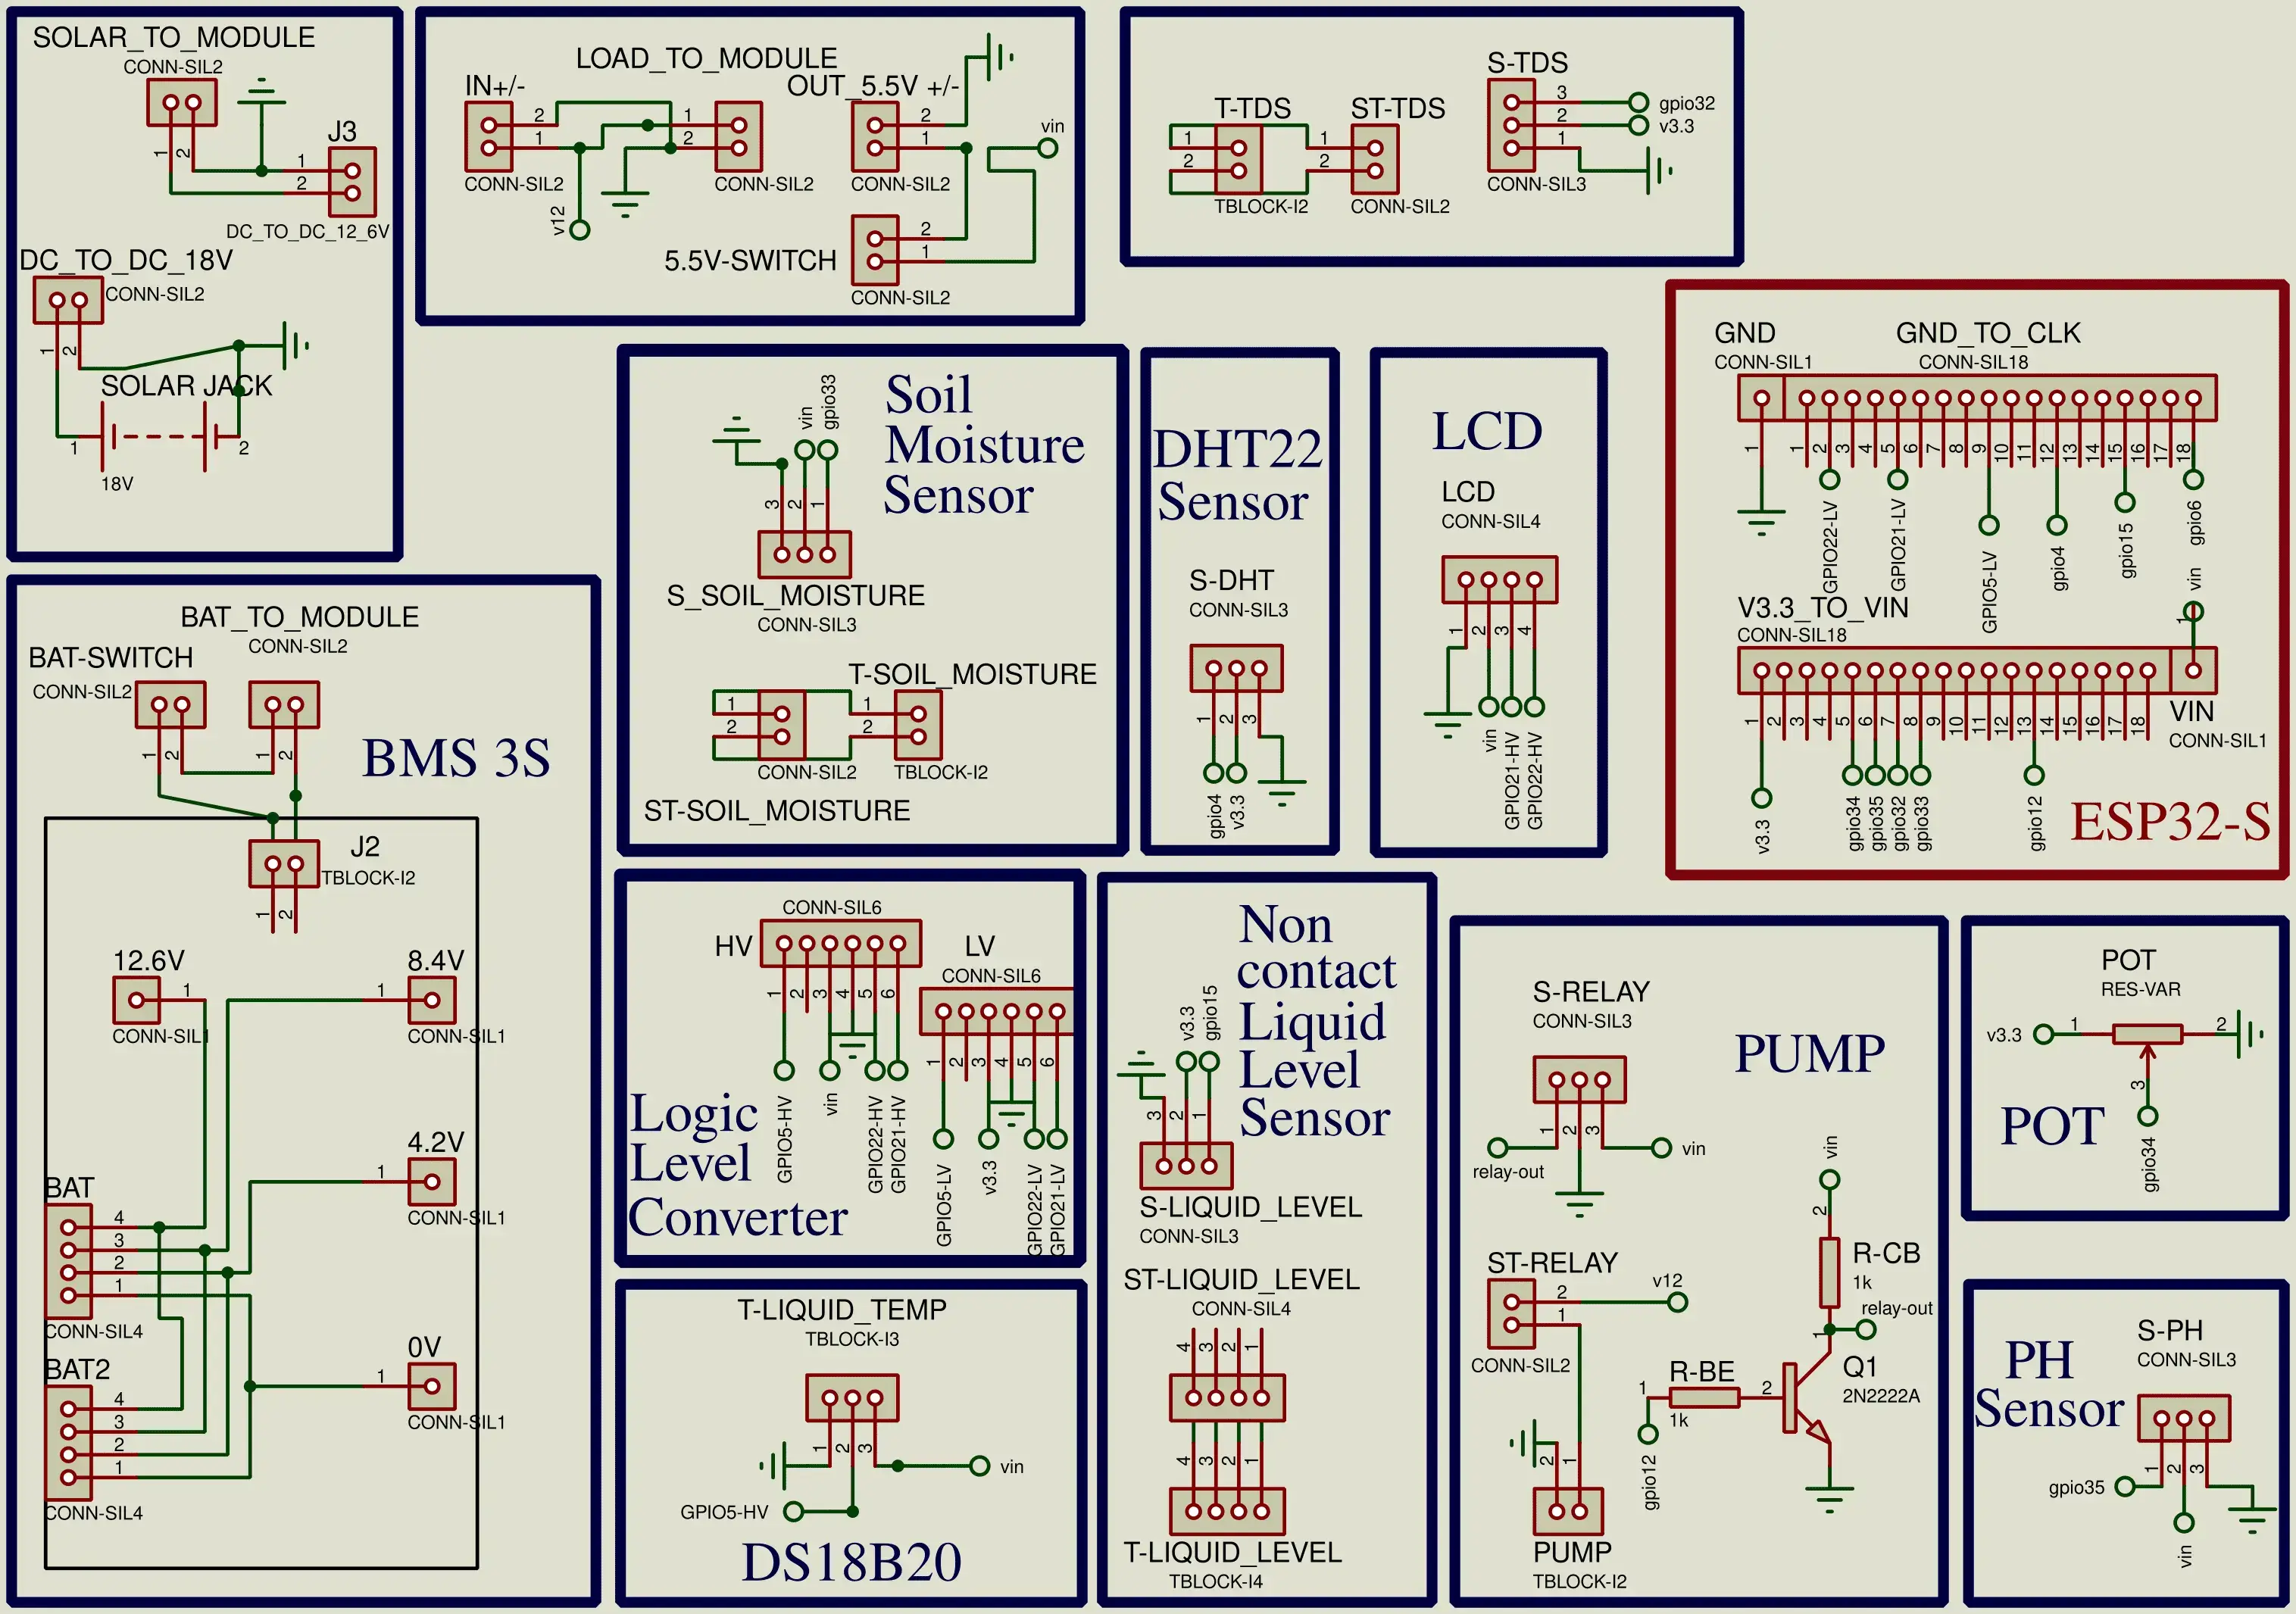 SOLAR_TO_MODULE
CONN-SIL2
1
2
J3
1
2
DC_TO_DC_12_6V
DC_TO_DC_18V
CONN-SIL2
1
2
SOLAR JACK
1
2
18V
LOAD_TO_MODULE
IN+/-
2
1
CONN-SIL2
v12
1
2
CONN-SIL2
OUT_5.5V +/-
2
1
CONN-SIL2
vin
5.5V-SWITCH
2
1
CONN-SIL2
T-TDS
1
2
TBLOCK-I2
ST-TDS
1
2
CONN-SIL2
S-TDS
3
2
1
CONN-SIL3
gpio32
v3.3
Soil
Moisture
Sensor
vin
gpio33
3
2
1
S_SOIL_MOISTURE
CONN-SIL3
T-SOIL_MOISTURE
1
2
1
2
CONN-SIL2
TBLOCK-I2
ST-SOIL_MOISTURE
DHT22
Sensor
S-DHT
CONN-SIL3
1
2
3
gpio4
v3.3
LCD
LCD
CONN-SIL4
1
2
3
4
vin
GPIO21-HV
GPIO22-HV
GND
CONN-SIL1
GND_TO_CLK
CONN-SIL18
1
1
2
3
4
5
6
7
8
9
10
11
12
13
14
15
16
17
18
GPIO22-LV
GPIO21-LV
GPIO5-LV
gpio4
gpio15
gpio6
vin
1
V3.3_TO_VIN
CONN-SIL18
1
2
3
4
5
6
7
8
9
10
11
12
13
14
15
16
17
18
VIN
CONN-SIL1
v3.3
gpio34
gpio35
gpio32
gpio33
gpio12
ESP32-S
BAT_TO_MODULE
CONN-SIL2
BAT-SWITCH
CONN-SIL2
1
2
1
2
BMS 3S
J2
TBLOCK-I2
1
2
12.6V
1
CONN-SIL1
8.4V
1
CONN-SIL1
4.2V
1
CONN-SIL1
BAT
4
3
2
1
CONN-SIL4
0V
1
CONN-SIL1
BAT2
4
3
2
1
CONN-SIL4
CONN-SIL6
HV
1
2
3
4
5
6
LV
CONN-SIL6
1
2
3
4
5
6
GPIO5-HV
vin
GPIO22-HV
GPIO21-HV
GPIO5-LV
v3.3
GPIO22-LV
GPIO21-LV
Logic
Level
Converter
T-LIQUID_TEMP
TBLOCK-I3
1
2
3
vin
GPIO5-HV
DS18B20
Non
contact
Liquid
Level
Sensor
v3.3
gpio15
3
2
1
S-LIQUID_LEVEL
CONN-SIL3
ST-LIQUID_LEVEL
CONN-SIL4
4
3
2
1
4
3
2
1
T-LIQUID_LEVEL
TBLOCK-I4
S-RELAY
CONN-SIL3
PUMP
1
2
3
relay-out
vin
ST-RELAY
2
1
CONN-SIL2
v12
2
1
PUMP
TBLOCK-I2
vin
2
R-CB
1k
1
relay-out
R-BE
1
2
1k
gpio12
Q1
2N2222A
POT
RES-VAR
v3.3
1
2
3
gpio34
POT
PH
Sensor
S-PH
CONN-SIL3
1
2
3
gpio35
vin